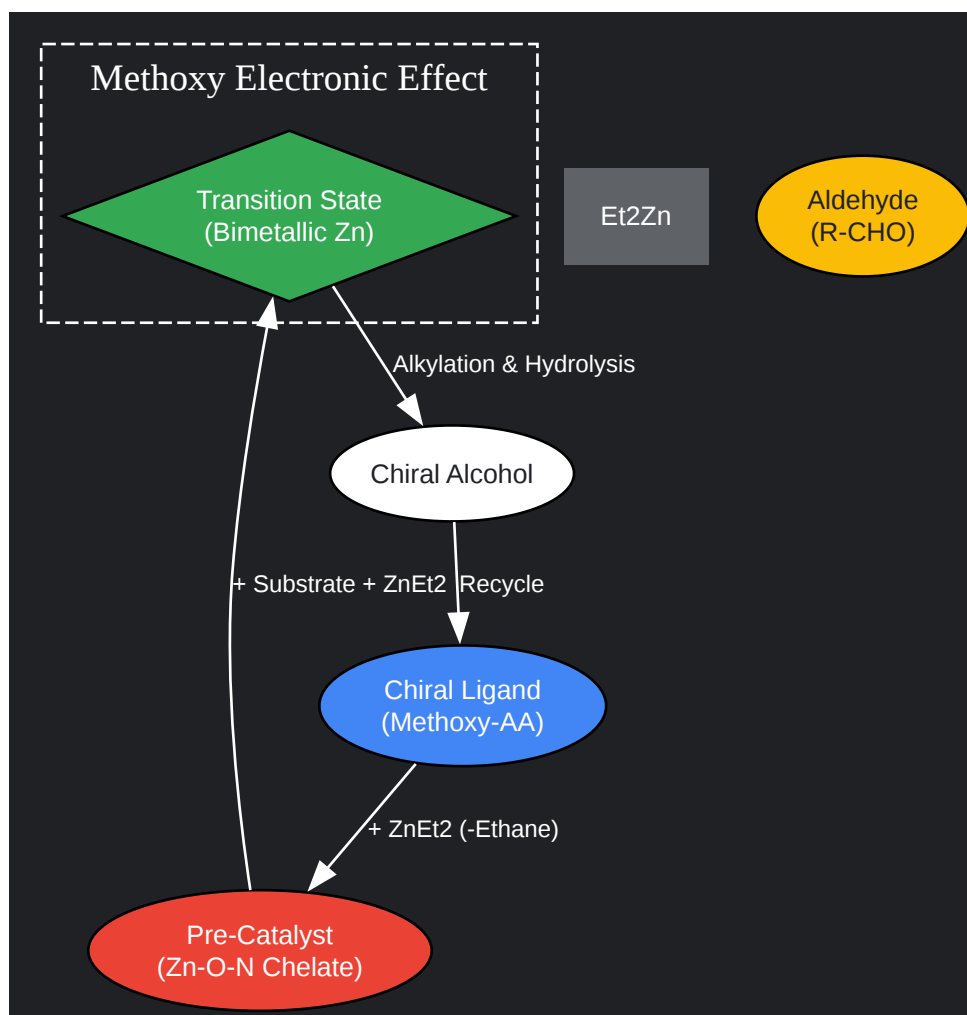 Methoxy Electronic Effect
Transition State
(Bimetallic Zn)
Et2Zn
Aldehyde
(R-CHO)
Alkylation & Hydrolysis
Chiral Alcohol
+ Substrate + ZnEt2
Recycle
Chiral Ligand
(Methoxy-AA)
+ ZnEt2 (-Ethane)
Pre-Catalyst
(Zn-O-N Chelate)